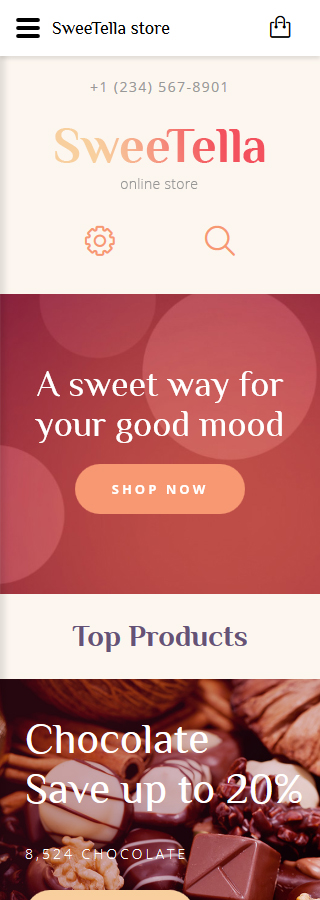 SweeTella store
+1 (234) 567-8901
SweeTella
online store
A sweet way for
your good mood
SHOP NOW
Top Products
Chocolate
Save up to 20%
8,524 CHOCOLATE